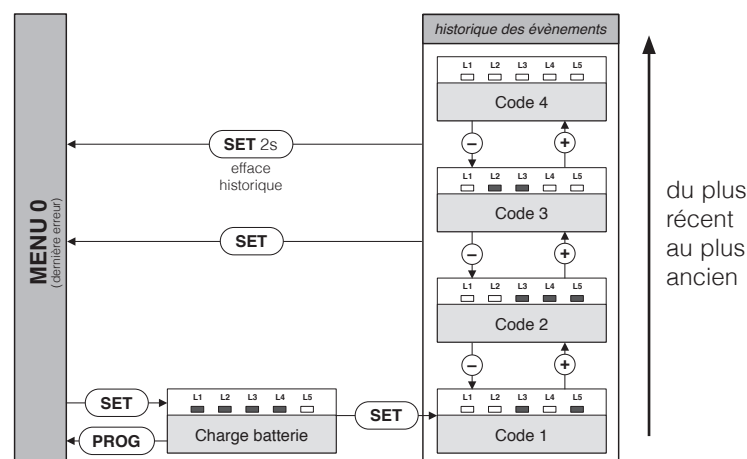 historique des évènements
L1 L2 L3 L4 L5
Code 4
SET 2s
efface
historique
−
+
L1 L2 L3 L4 L5
Code 3
MENU 0
(dernière erreur)
SET
−
+
du plus
récent
au plus
ancien
L1 L2 L3 L4 L5
Code 2
−
+
SET
L1 L2 L3 L4 L5
Charge batterie
SET
L1 L2 L3 L4 L5
Code 1
PROG